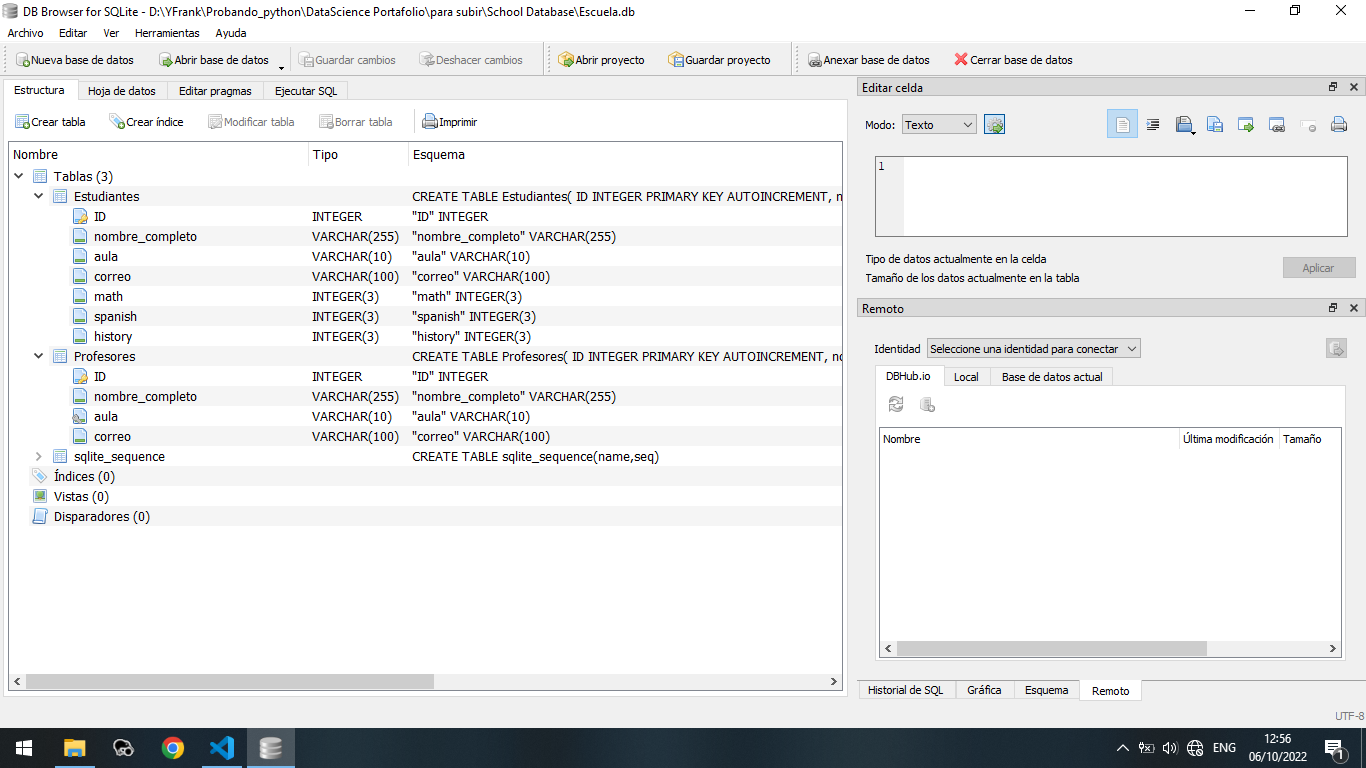 DB Browser for SQLite - D:\YFrank\Probando_python\DataScience Portafolio\para subir\School Database\Escuela.db
Archivo Editar Ver Herramientas Ayuda
Nueva base de datos Abrir base de datos Guardar cambios Deshacer cambios Abrir proyecto Guardar proyecto Anexar base de datos Cerrar base de datos
Estructura Hoja de datos Editar pragmas Ejecutar SQL
Crear tabla Crear índice Modificar tabla Borrar tabla Imprimir
Nombre Tipo Esquema
Tablas (3)
Estudiantes CREATE TABLE Estudiantes( ID INTEGER PRIMARY KEY AUTOINCREMENT, n
ID INTEGER "ID" INTEGER
nombre_completo VARCHAR(255) "nombre_completo" VARCHAR(255)
aula VARCHAR(10) "aula" VARCHAR(10)
correo VARCHAR(100) "correo" VARCHAR(100)
math INTEGER(3) "math" INTEGER(3)
spanish INTEGER(3) "spanish" INTEGER(3)
history INTEGER(3) "history" INTEGER(3)
Profesores CREATE TABLE Profesores( ID INTEGER PRIMARY KEY AUTOINCREMENT, no
ID INTEGER "ID" INTEGER
nombre_completo VARCHAR(255) "nombre_completo" VARCHAR(255)
aula VARCHAR(10) "aula" VARCHAR(10)
correo VARCHAR(100) "correo" VARCHAR(100)
sqlite_sequence CREATE TABLE sqlite_sequence(name,seq)
Índices (0)
Vistas (0)
Disparadores (0)
Editar celda
Modo: Texto
1
Tipo de datos actualmente en la celda
Tamaño de los datos actualmente en la tabla
Aplicar
Remoto
Identidad Seleccione una identidad para conectar
DBHub.io Local Base de datos actual
Nombre Última modificación Tamaño
Historial de SQL Gráfica Esquema Remoto
UTF-8
ENG
12:56
06/10/2022
1